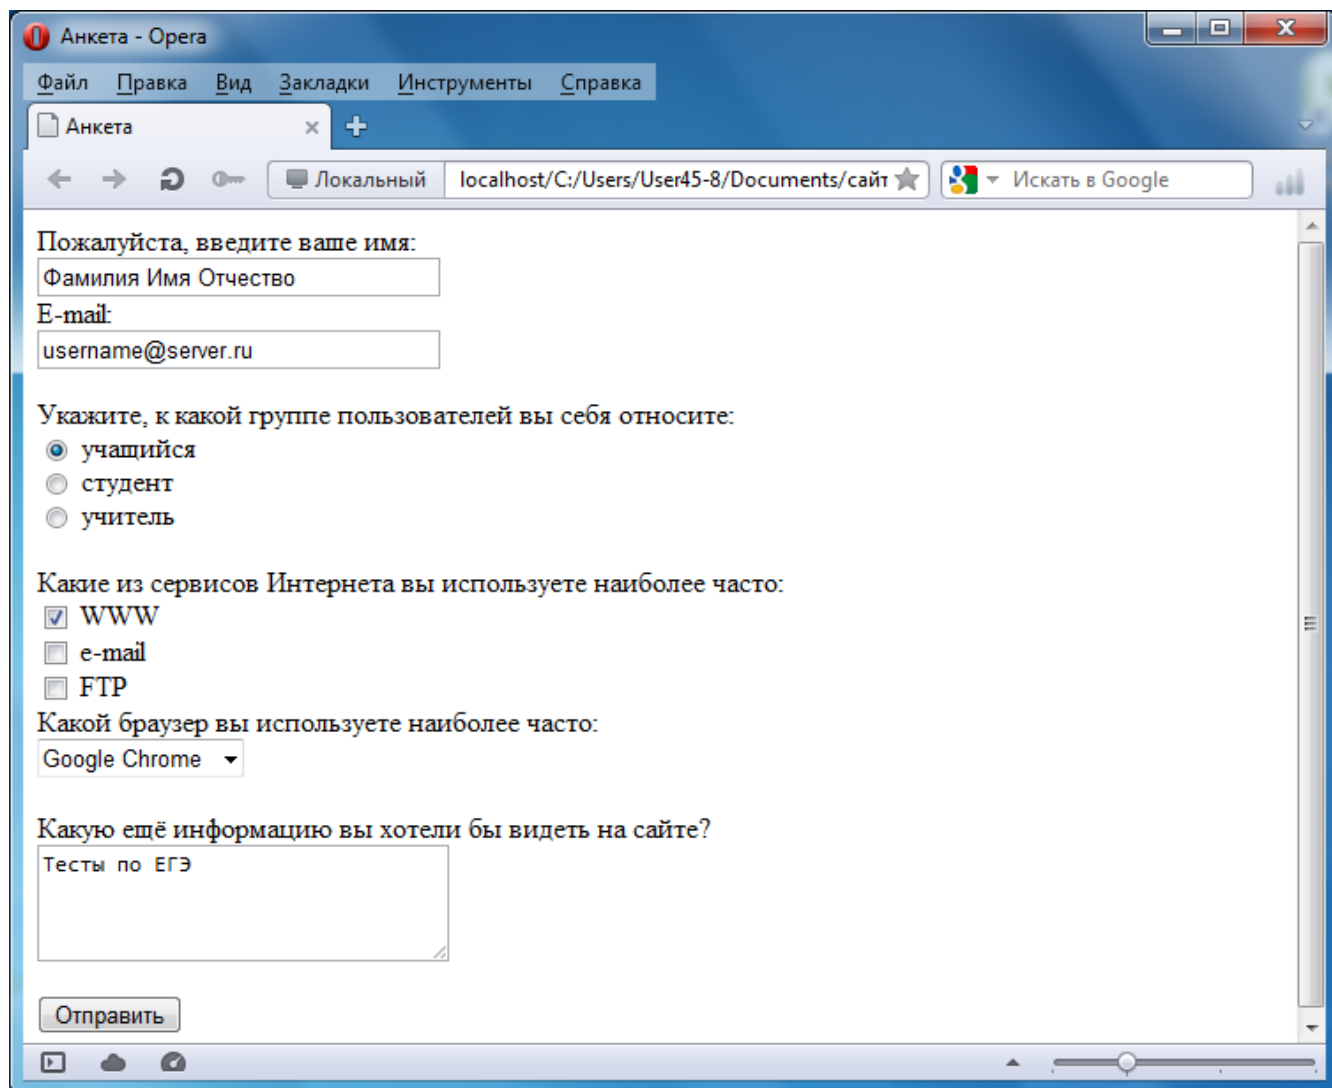 Анкета - Opera
Файл Правка Вид Закладки Инструменты Справка
Анкета
Локальный localhost/C:/Users/User45-8/Documents/сайт Искать в Google
Пожалуйста, введите ваше имя:
Фамилия Имя Отчество
E-mail:
username@server.ru
Укажите, к какой группе пользователей вы себя относите:
учащийся
студент
учитель
Какие из сервисов Интернета вы используете наиболее часто:
WWW
e-mail
FTP
Какой браузер вы используете наиболее часто:
Google Chrome
Какую ещё информацию вы хотели бы видеть на сайте?
Тесты по ЕГЭ
Отправить